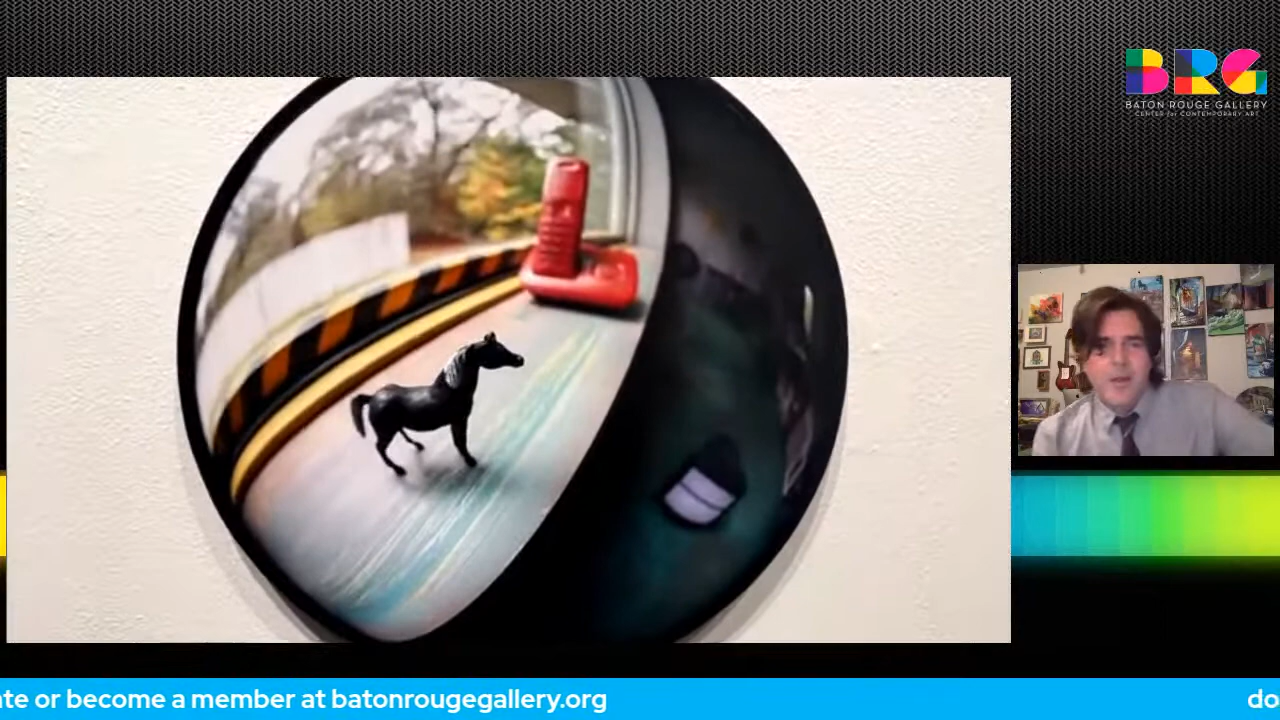 BRG
BATON ROUGE GALLERY
CENTER for CONTEMPORARY ART
ate or become a member at batonrougegallery.org
do